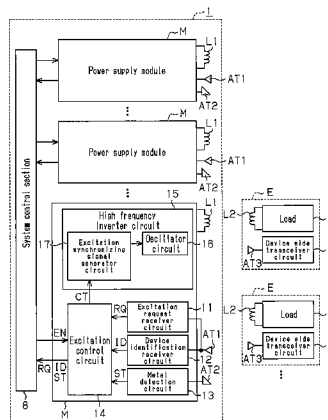 1
M
L1
Power supply module
AT1
AT2
M
L1
Power supply module
AT1
AT2
15
L1
High frequency
Inverter circuit
17
Excitation
synchronizing
signal
generator
circuit
Oscillator
circuit
16
System control section
CT
RQ
Excitation
request
receiver
circuit
11
AT1
EN
Excitation
control
circuit
ID
Device
identification
receiver
circuit
12
AT2
RQ
ID
ST
ST
Metal
detection
circuit
13
8
M
14
E
L2
Load
Device side
transceiver
circuit
AT3
E
L2
Load
Device side
transceiver
circuit
AT3